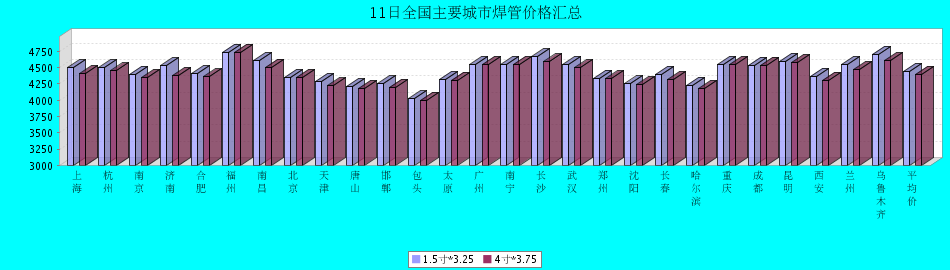 11日全国主要城市焊管价格汇总
4750
4500
4250
4000
3750
3500
3250
3000
上海 杭州 南京 济南 合肥 福州 南昌 北京 天津 唐山 邯郸 包头 太原 广州 南宁 长沙 武汉 郑州 沈阳 长春 哈尔滨 重庆 成都 昆明 西安 兰州 乌鲁木齐 平均价
1.5寸*3.25 4寸*3.75